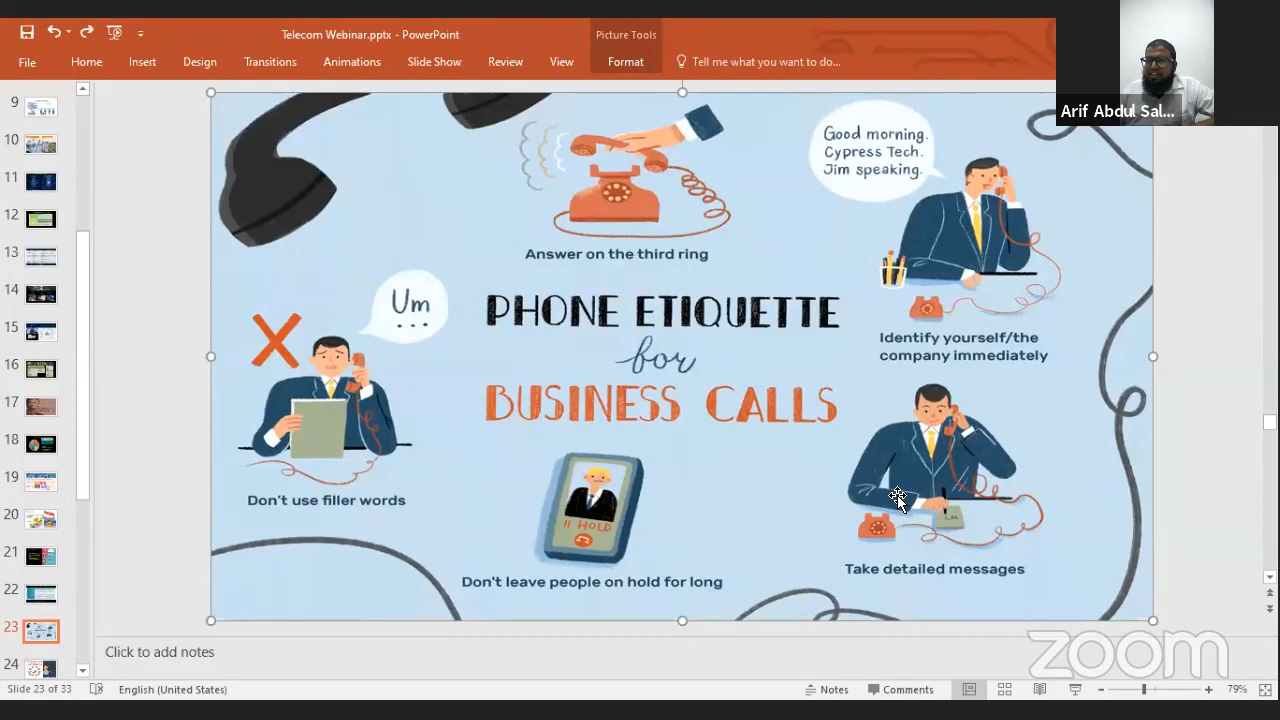 Telecom Webinar.pptx - PowerPoint
Picture Tools
File
Home
Insert
Design
Transitions
Animations
Slide Show
Review
View
Format
Tell me what you want to do...
Arif Abdul Sal...
9
10
11
12
13
14
15
16
17
18
19
20
21
22
23
24
Good morning.
Cypress Tech.
Jim speaking.
Answer on the third ring
Um
...
PHONE ETIQUETTE
for
BUSINESS CALLS
Identify yourself/the
company immediately
Don't use filler words
II HOLD
Don't leave people on hold for long
Take detailed messages
Click to add notes
zoom
Slide 23 of 33
English (United States)
Notes
Comments
79%